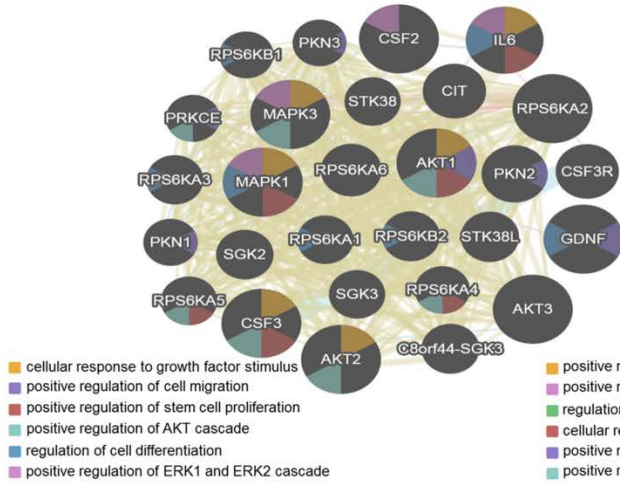 PKN3
CSF2
IL6
RPS6KB1
MAPK3
STK38
CIT
RPS6KA2
PRKCE
RPS6KA3
MAPK1
RPS6KA6
AKT1
PKN2
CSF3R
PKN1
SGK2
RPS6KA1
RPS6KB2
STK38L
GDNF
RPS6KA5
CSF3
SGK3
RPS6KA4
AKT3
AKT2
C8orf44-SGK3
cellular response to growth factor stimulus
positive regulation of cell migration
positive regulation of stem cell proliferation
positive regulation of AKT cascade
regulation of cell differentiation
positive regulation of ERK1 and ERK2 cascade
positive
positive
regulation
cellular
positive
positive